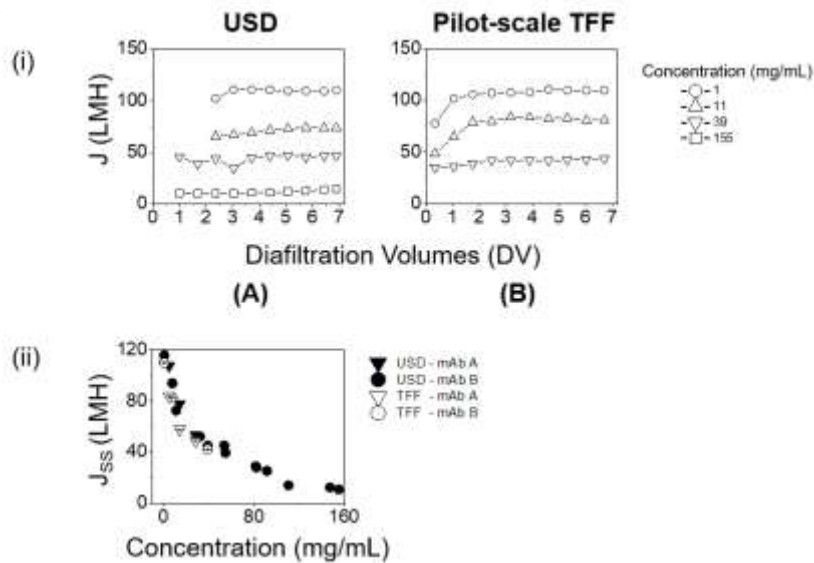 USD Pilot-scale TFF
(i)
J (LMH)
150
100
50
0
0 1 2 3 4 5 6 7
150
100
50
0
0 1 2 3 4 5 6 7
Concentration (mg/mL)
1
11
39
155
Diafiltration Volumes (DV)
(A) (B)
(ii)
JSS (LMH)
120
80
40
0
0 80 160
Concentration (mg/mL)
USD - mAb A
USD - mAb B
TFF - mAb A
TFF - mAb B